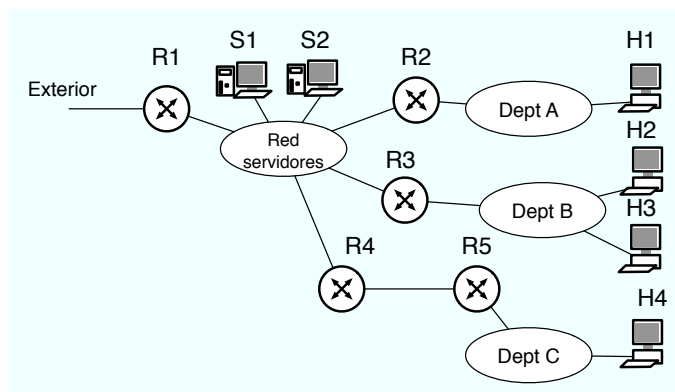 S1
S2
H1
R1
R2
Exterior
Dept A
H2
Red
servidores
R3
Dept B
H3
R4
R5
H4
Dept C